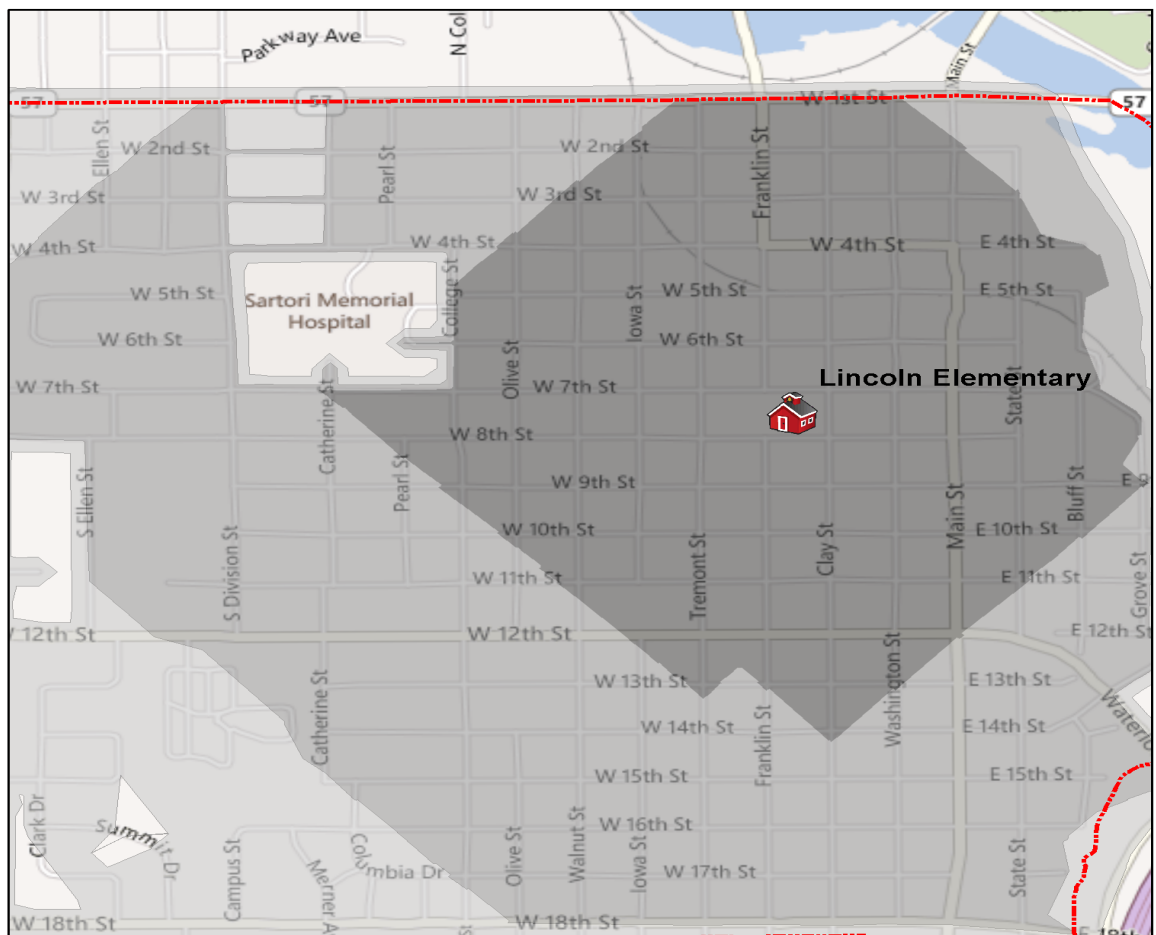 Parkway Ave
N Col
Main St
57
57
W 1st St
57
Ellen St
W 2nd St
Pearl St
W 2nd St
Franklin St
W 3rd St
W 3rd St
W 4th St
W 4th St
W 4th St
E 4th St
Sartori Memorial
Hospital
College St
W 5th St
Iowa St
W 5th St
E 5th St
W 6th St
W 6th St
Olive St
Lincoln Elementary
W 7th St
Catherine St
W 7th St
State St
W 8th St
S Ellen St
Pearl St
W 9th St
Main St
Bluff St
W 10th St
E 10th St
S Division St
Tremont St
Clay St
W 11th St
E 11th St
Grove St
12th St
W 12th St
E 12th St
Washington St
Catherine St
W 13th St
E 13th St
W 14th St
Franklin St
E 14th St
W 15th St
E 15th St
Clark Dr
Summit Dr
Campus St
Columbia Dr
Olive St
Walnut St
W 16th St
Iowa St
W 17th St
State St
W 18th St
W 18th St